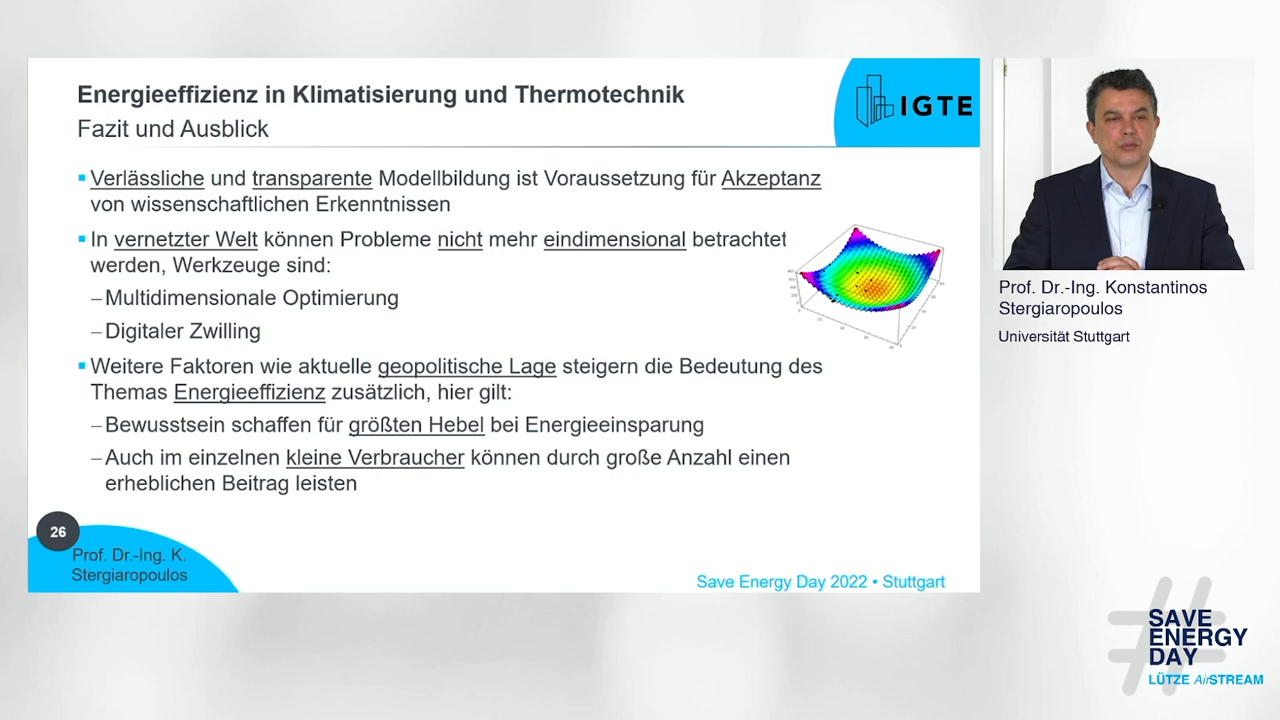 Energieeffizienz in Klimatisierung und Thermotechnik
Fazit und Ausblick
IGTE
Verlässliche und transparente Modellbildung ist Voraussetzung für Akzeptanz
von wissenschaftlichen Erkenntnissen
In vernetzter Welt können Probleme nicht mehr eindimensional betrachtet
werden, Werkzeuge sind:
–Multidimensionale Optimierung
–Digitaler Zwilling
Weitere Faktoren wie aktuelle geopolitische Lage steigern die Bedeutung des
Themas Energieeffizienz zusätzlich, hier gilt:
–Bewusstsein schaffen für größten Hebel bei Energieeinsparung
–Auch im einzelnen kleine Verbraucher können durch große Anzahl einen
erheblichen Beitrag leisten
26
Prof. Dr.-Ing. K.
Stergiaropoulos
Save Energy Day 2022 • Stuttgart
Prof. Dr.-Ing. Konstantinos
Stergiaropoulos
Universität Stuttgart
#
SAVE
ENERGY
DAY
LÜTZE AirSTREAM